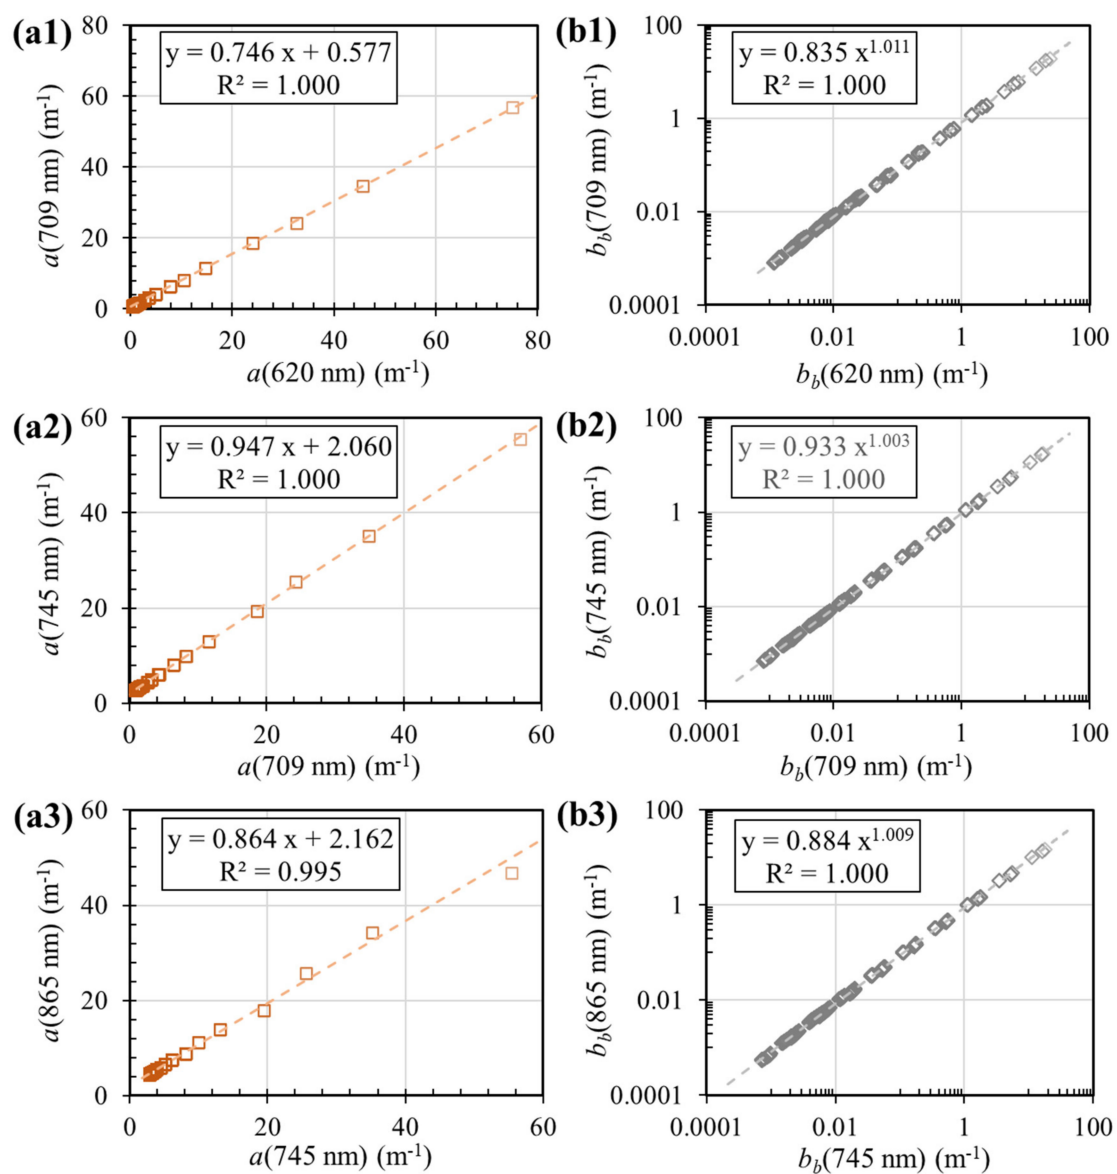 (a1)
y = 0.746 x + 0.577
R² = 1.000
80
60
40
20
0
0 20 40 60 80
a(709 nm) (m⁻¹)
a(620 nm) (m⁻¹)
(b1)
y = 0.835 x¹·⁰¹¹
R² = 1.000
100
1
0.01
0.0001
0.0001 0.01 1 100
b_b(709 nm) (m⁻¹)
b_b(620 nm) (m⁻¹)
(a2)
y = 0.947 x + 2.060
R² = 1.000
60
40
20
0
0 20 40 60
a(745 nm) (m⁻¹)
a(709 nm) (m⁻¹)
(b2)
y = 0.933 x¹·⁰⁰³
R² = 1.000
100
1
0.01
0.0001
0.0001 0.01 1 100
b_b(745 nm) (m⁻¹)
b_b(709 nm) (m⁻¹)
(a3)
y = 0.864 x + 2.162
R² = 0.995
60
40
20
0
0 20 40 60
a(865 nm) (m⁻¹)
a(745 nm) (m⁻¹)
(b3)
y = 0.884 x¹·⁰⁰⁹
R² = 1.000
100
1
0.01
0.0001
0.0001 0.01 1 100
b_b(865 nm) (m⁻¹)
b_b(745 nm) (m⁻¹)